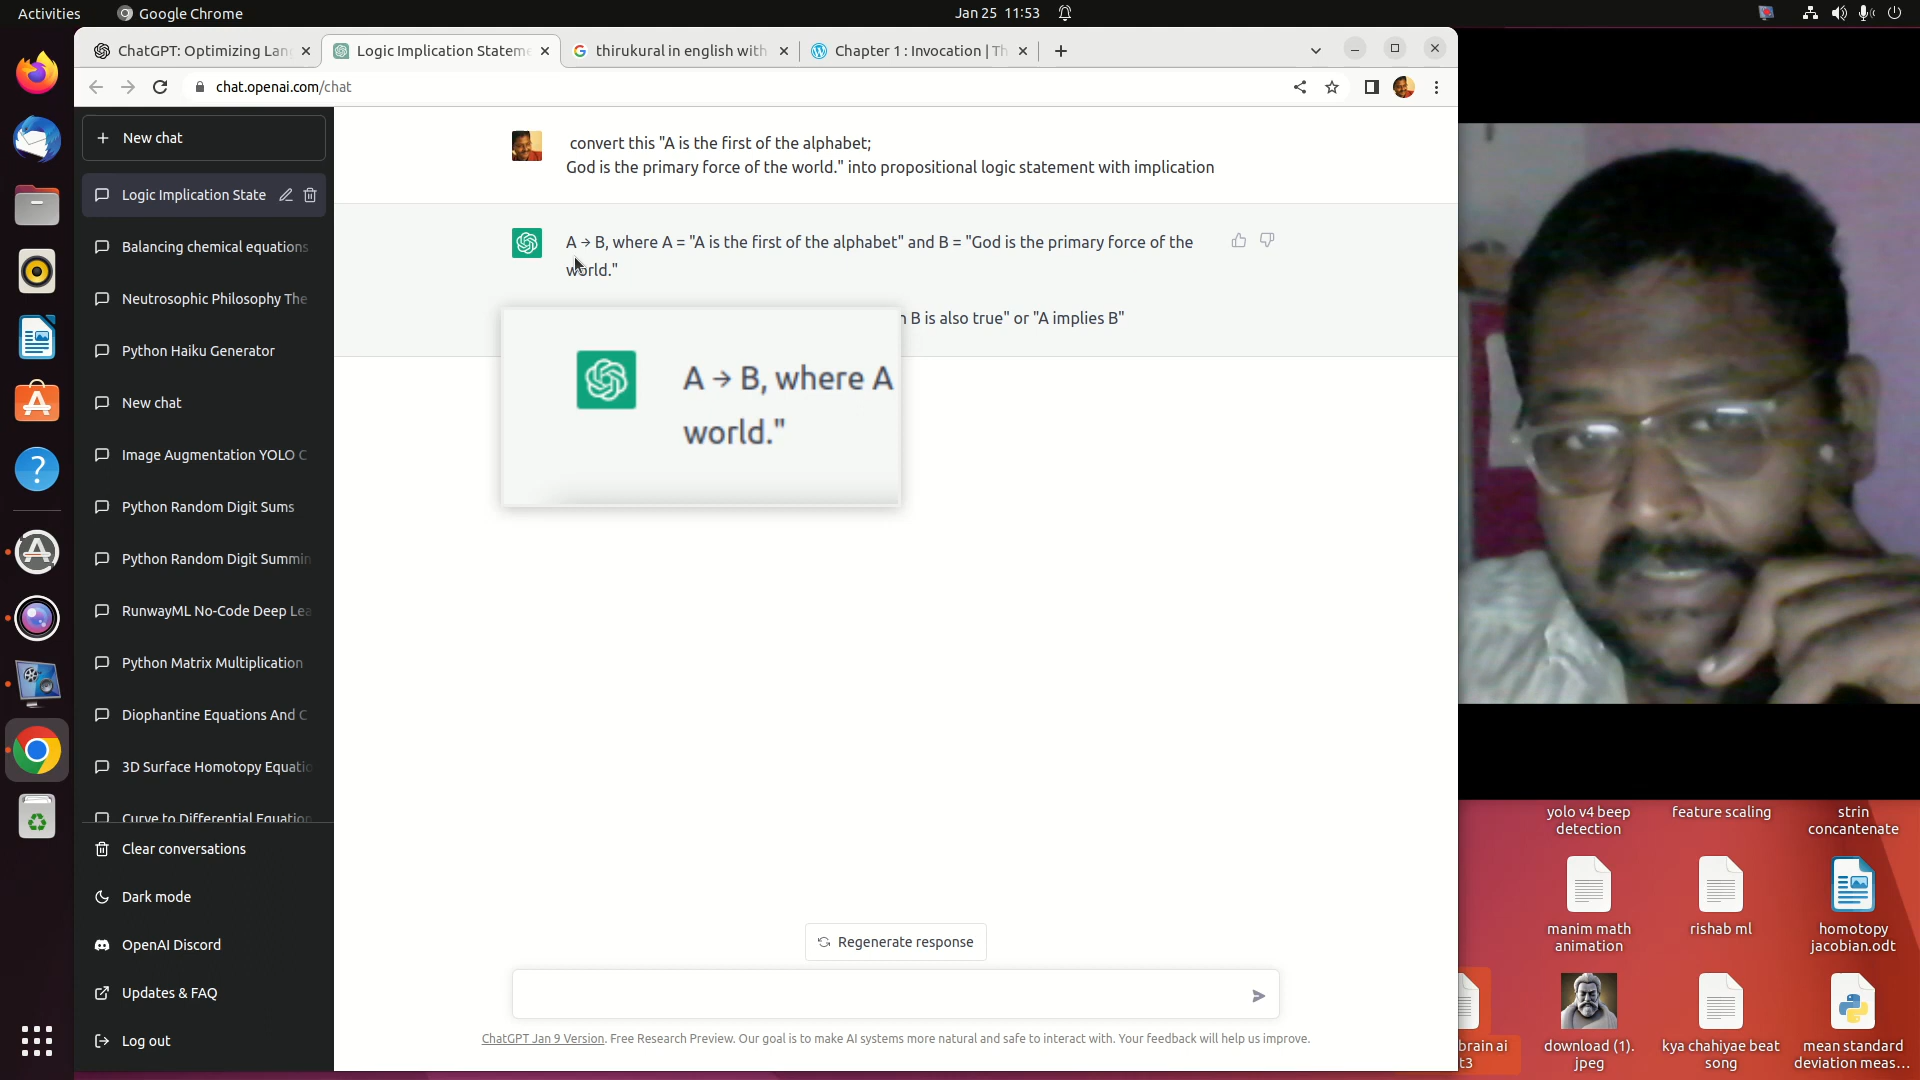 Activities
Google Chrome
Jan 25 11:53
ChatGPT: Optimizing Lan
Logic Implication Stateme
thirukural in english with
Chapter 1 : Invocation | Th
chat.openai.com/chat
New chat
Logic Implication State
Balancing chemical equations
Neutrosophic Philosophy The
Python Haiku Generator
New chat
Image Augmentation YOLO C
Python Random Digit Sums
Python Random Digit Summin
RunwayML No-Code Deep Lea
Python Matrix Multiplication
Diophantine Equations And C
3D Surface Homotopy Equatio
Curve to Differential Equation
Clear conversations
Dark mode
OpenAI Discord
Updates & FAQ
Log out
convert this "A is the first of the alphabet;
God is the primary force of the world." into propositional logic statement with implication
A → B, where A = "A is the first of the alphabet" and B = "God is the primary force of the
world."
B is also true" or "A implies B"
A → B, where A
world."
Regenerate response
ChatGPT Jan 9 Version. Free Research Preview. Our goal is to make AI systems more natural and safe to interact with. Your feedback will help us improve.
yolo v4 beep
detection
feature scaling
strin
concantenate
manim math
animation
rishab ml
homotopy
jacobian.odt
brain ai
t3
download (1).
jpeg
kya chahiyae beat
song
mean standard
deviation meas...